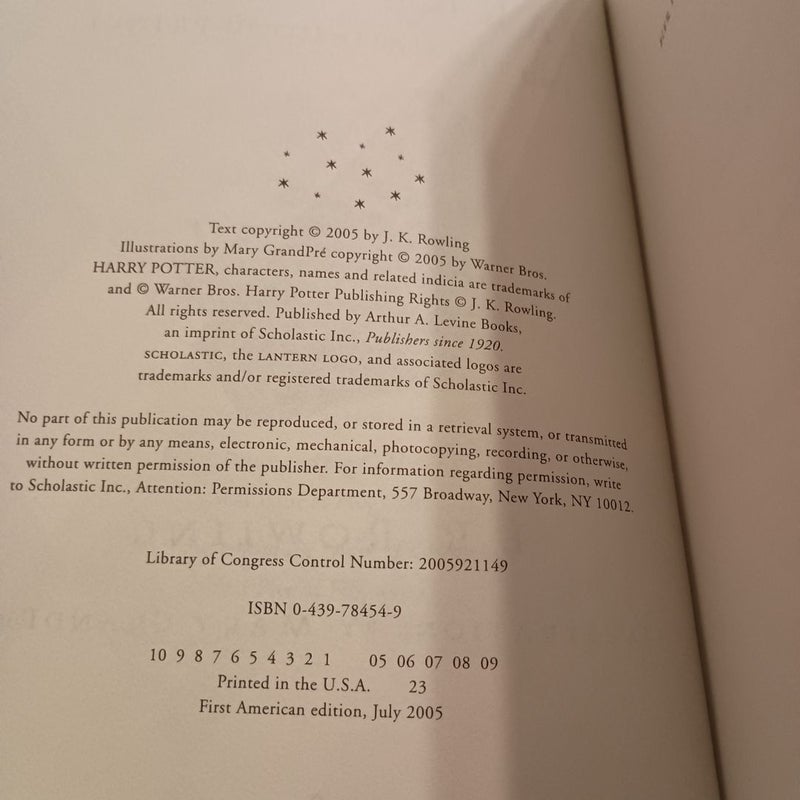 Text copyright © 2005 by J. K. Rowling
Illustrations by Mary GrandPré copyright © 2005 by Warner Bros.
HARRY POTTER, characters, names and related indicia are trademarks of
and © Warner Bros. Harry Potter Publishing Rights © J. K. Rowling.
All rights reserved. Published by Arthur A. Levine Books,
an imprint of Scholastic Inc., Publishers since 1920.
SCHOLASTIC, the LANTERN LOGO, and associated logos are
trademarks and/or registered trademarks of Scholastic Inc.
No part of this publication may be reproduced, or stored in a retrieval system, or transmitted
in any form or by any means, electronic, mechanical, photocopying, recording, or otherwise,
without written permission of the publisher. For information regarding permission, write
to Scholastic Inc., Attention: Permissions Department, 557 Broadway, New York, NY 10012.
Library of Congress Control Number: 2005921149
ISBN 0-439-78454-9
10 9 8 7 6 5 4 3 2 1 05 06 07 08 09
Printed in the U.S.A. 23
First American edition, July 2005